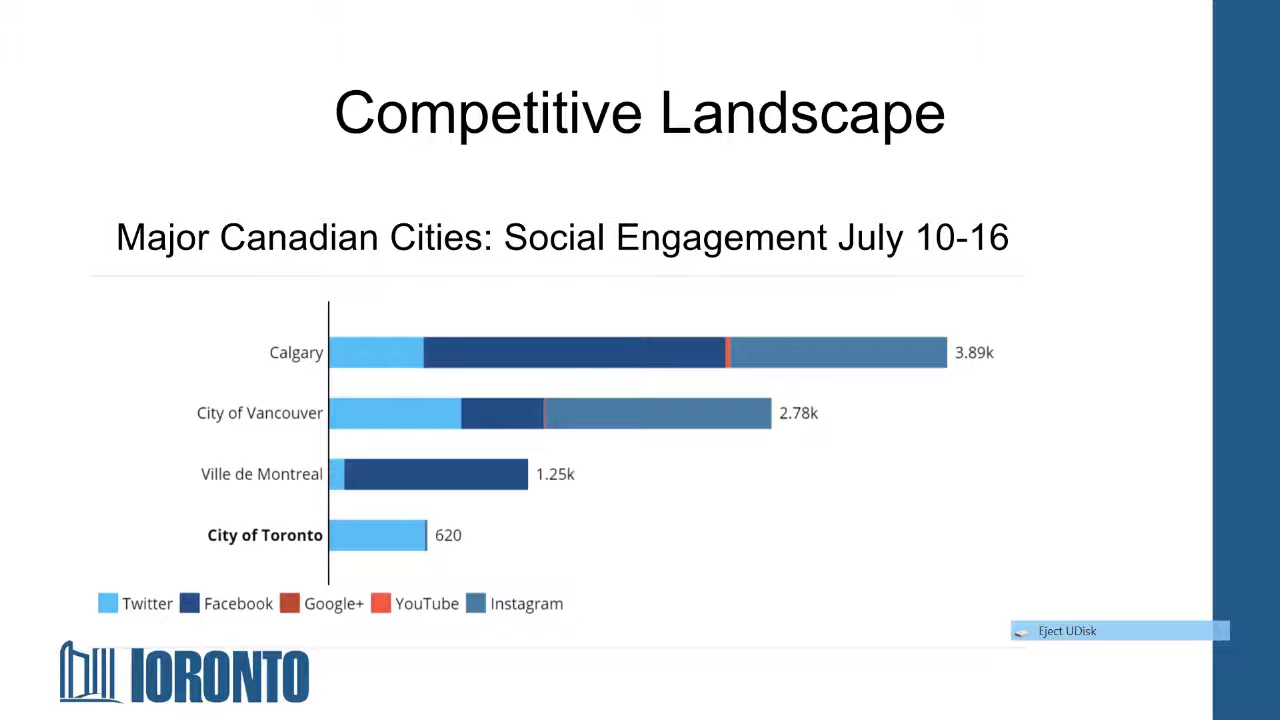 Competitive Landscape
Major Canadian Cities: Social Engagement July 10-16
Calgary 3.89k
City of Vancouver 2.78k
Ville de Montreal 1.25k
City of Toronto 620
Twitter Facebook Google+ YouTube Instagram
Eject UDisk
TORONTO